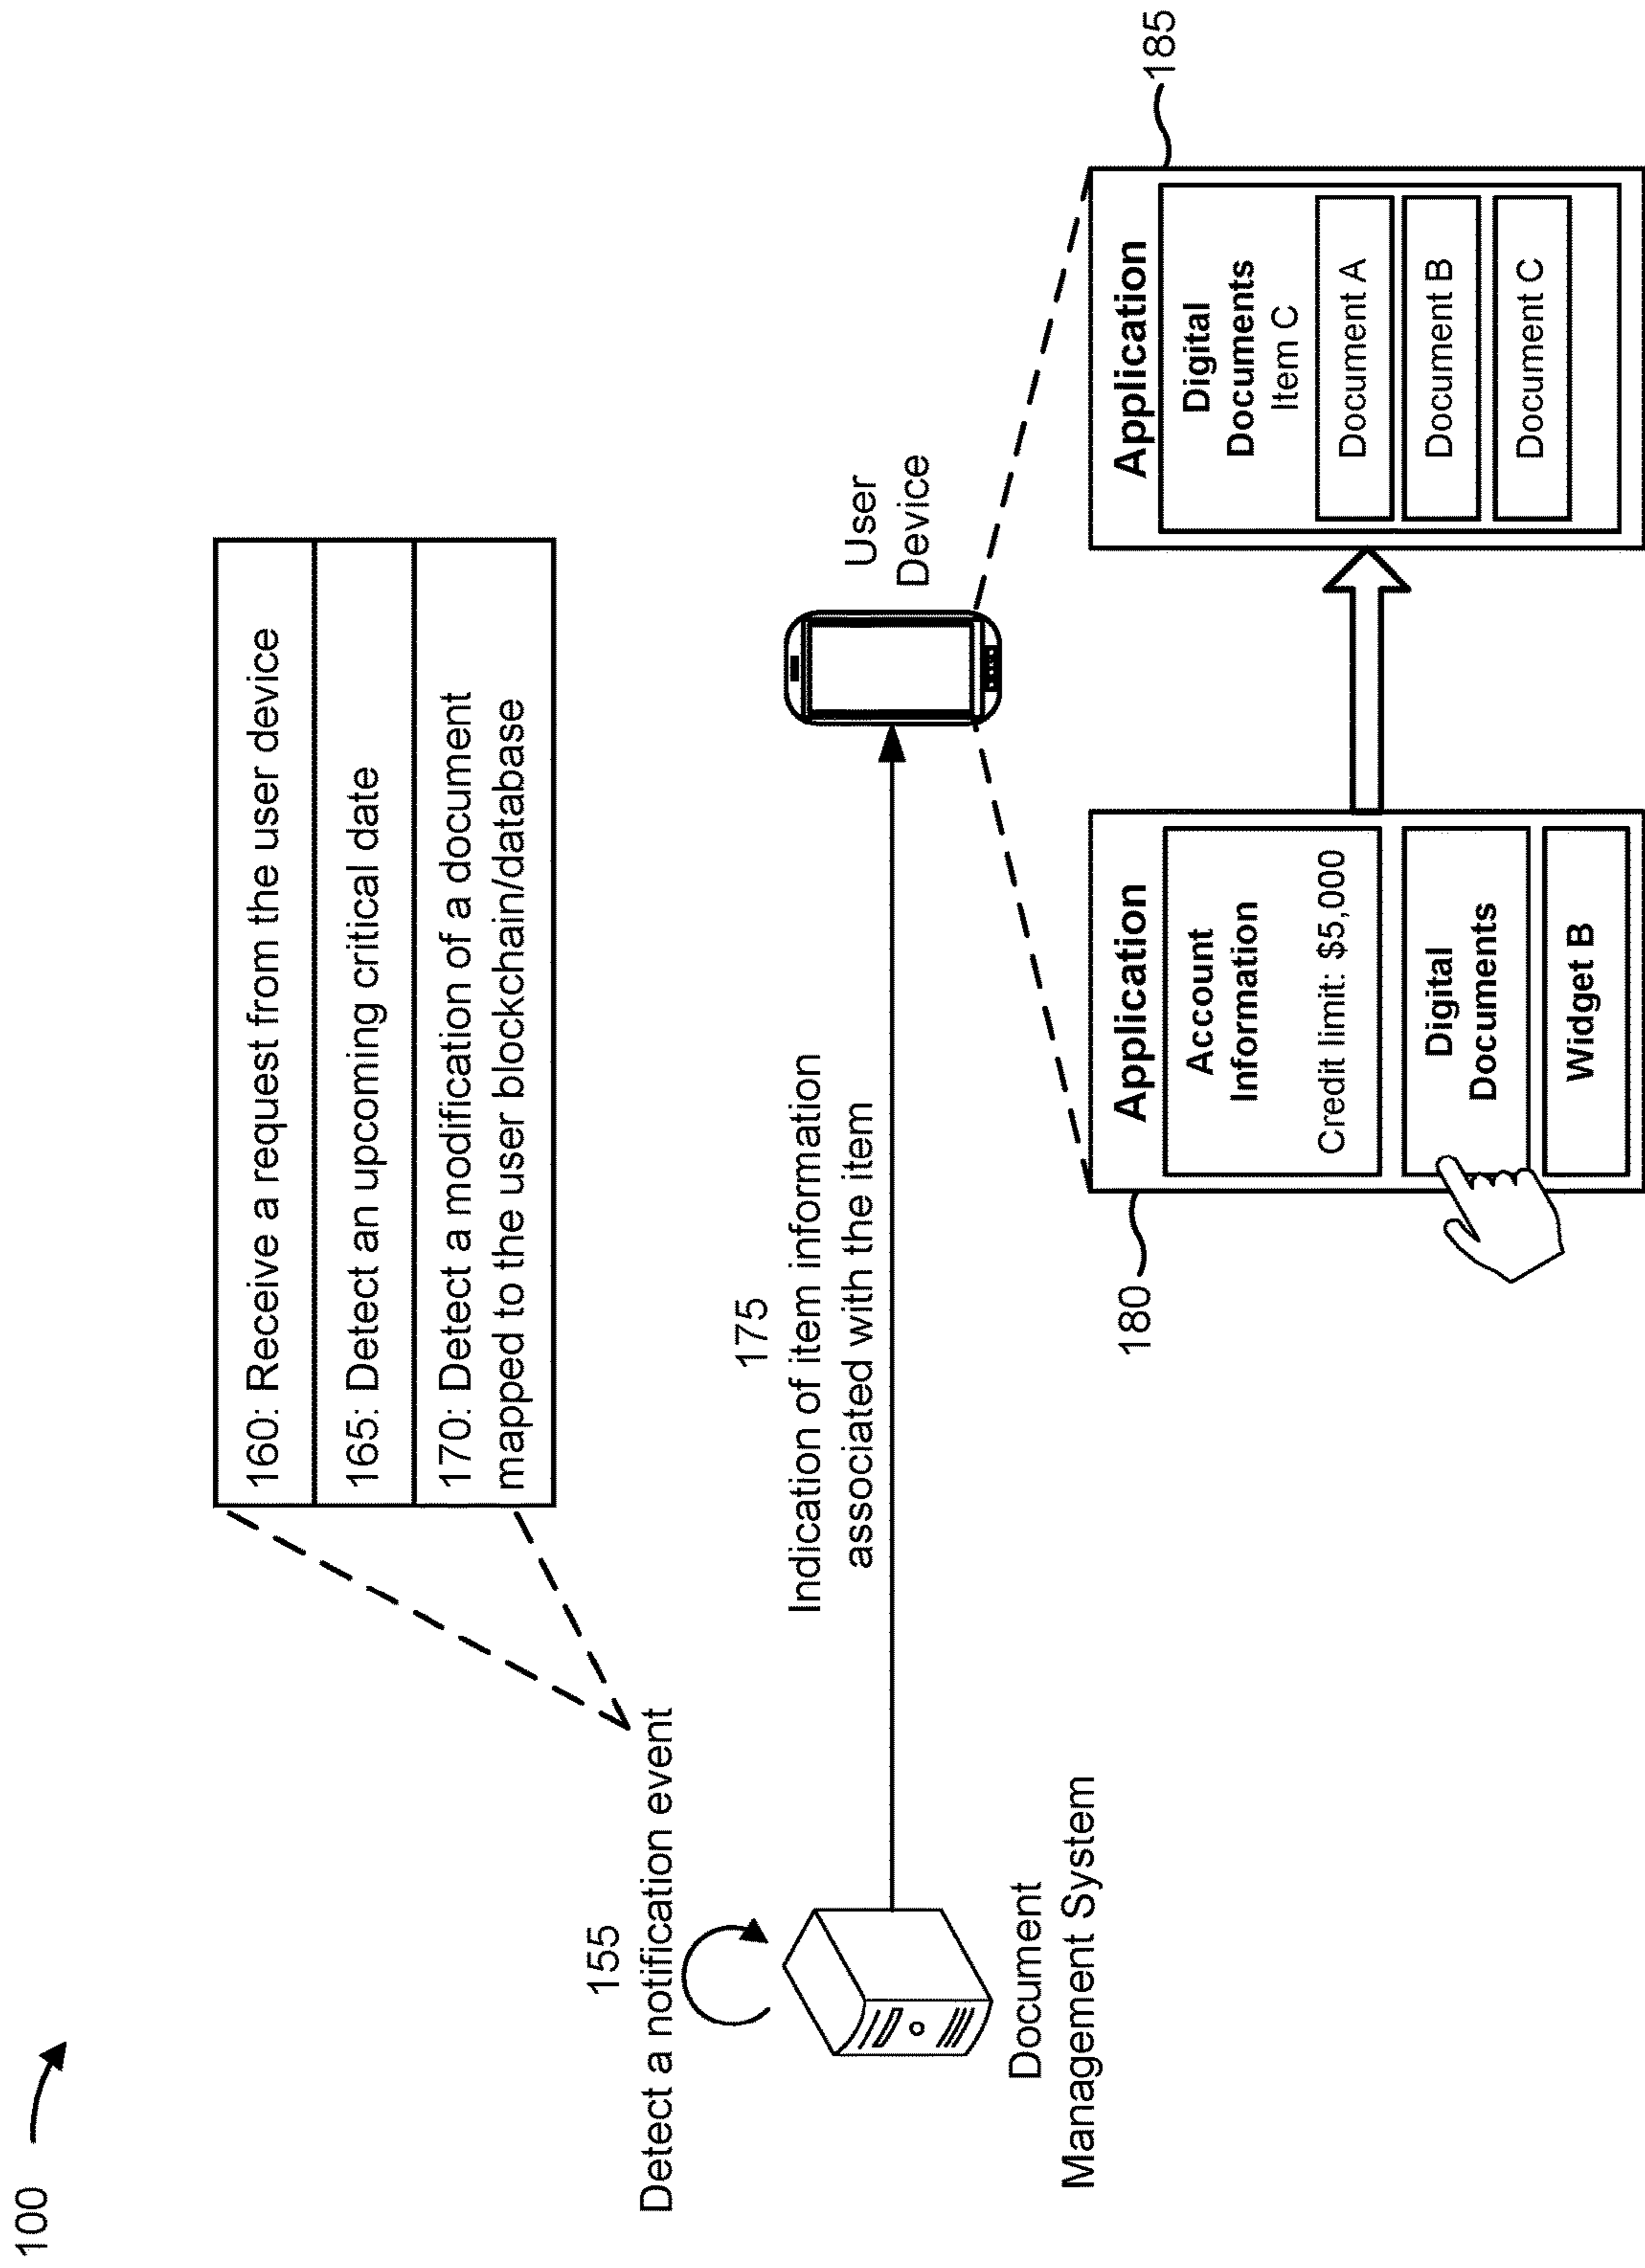 100
155
Detect a notification event
160: Receive a request from the user device
165: Detect an upcoming critical date
170: Detect a modification of a document
mapped to the user blockchain/database
175
Indication of item information
associated with the item
Document
Management System
User
Device
180
Application
Account
Information
Credit limit: $5,000
Digital
Documents
Widget B
185
Application
Digital
Documents
Item C
Document A
Document B
Document C